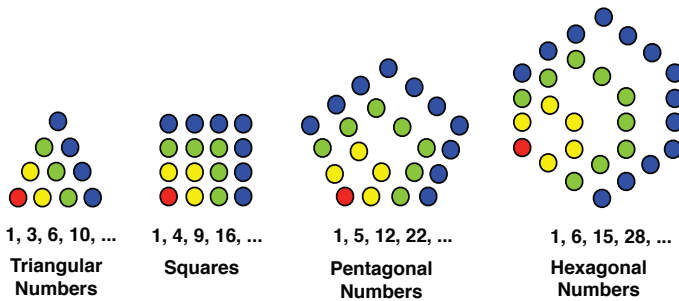 1, 3, 6, 10, ...
Triangular
Numbers
1, 4, 9, 16, ...
Squares
1, 5, 12, 22, ...
Pentagonal
Numbers
1, 6, 15, 28, ...
Hexagonal
Numbers